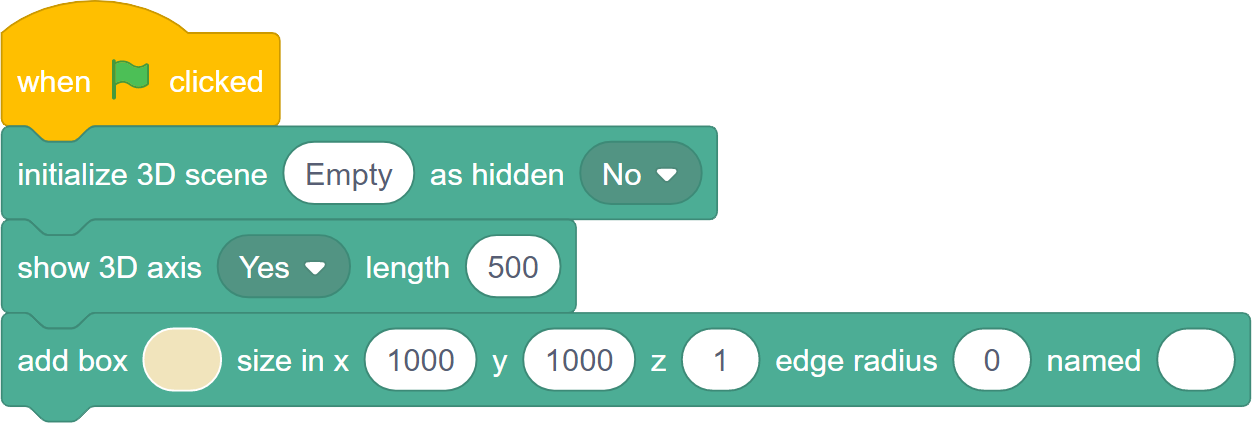 when clicked
initialize 3D scene Empty as hidden No
show 3D axis Yes length 500
add box size in x 1000 y 1000 z 1 edge radius 0 named